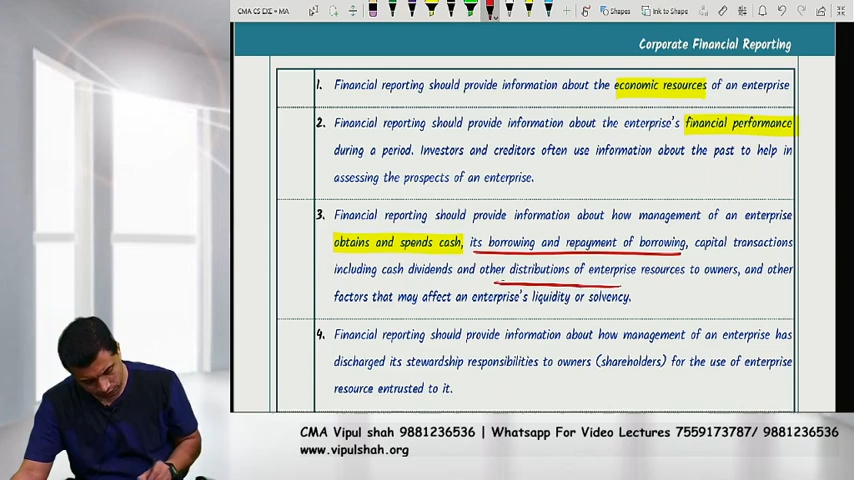 CMA CS EXE = MA
Shapes
Ink to Shape
Corporate Financial Reporting
1. Financial reporting should provide information about the economic resources of an enterprise
2. Financial reporting should provide information about the enterprise's financial performance
during a period. Investors and creditors often use information about the past to help in
assessing the prospects of an enterprise.
3. Financial reporting should provide information about how management of an enterprise
obtains and spends cash, its borrowing and repayment of borrowing, capital transactions
including cash dividends and other distributions of enterprise resources to owners, and other
factors that may affect an enterprise's liquidity or solvency.
4. Financial reporting should provide information about how management of an enterprise has
discharged its stewardship responsibilities to owners (shareholders) for the use of enterprise
resource entrusted to it.
CMA Vipul shah 9881236536 | Whatsapp For Video Lectures 7559173787/ 9881236536
www.vipulshah.org